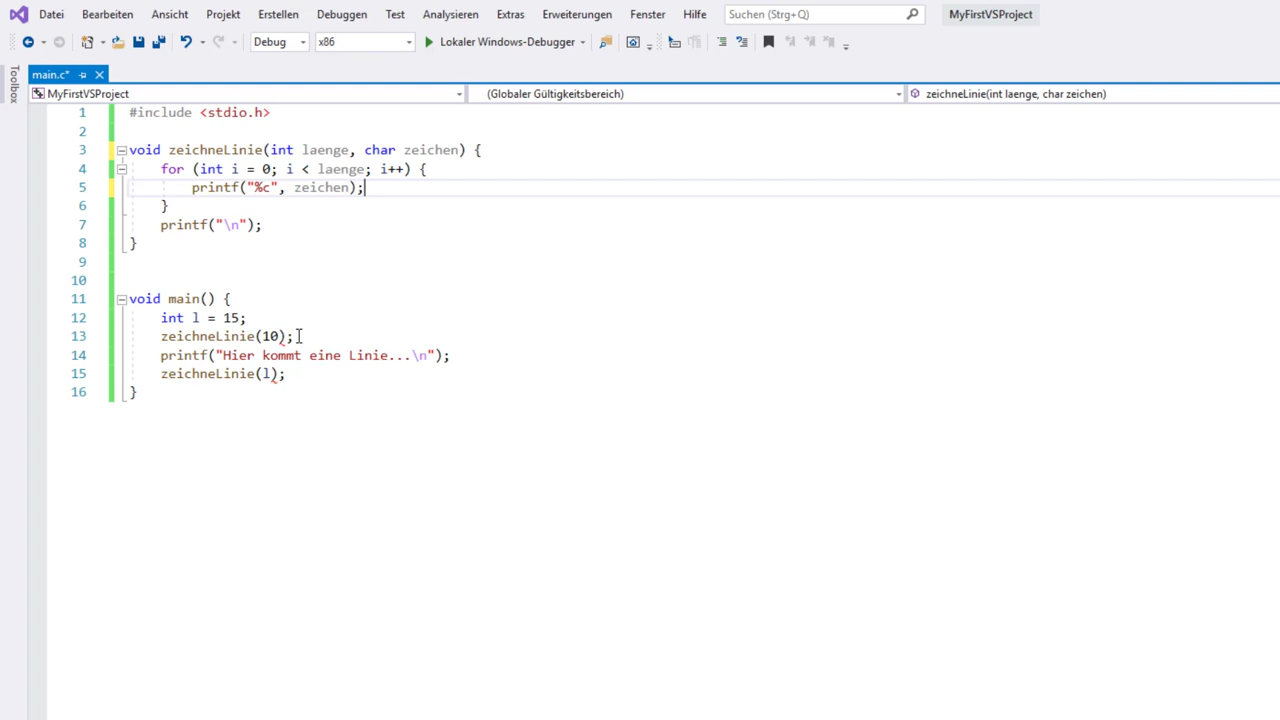 Datei Bearbeiten Ansicht Projekt Erstellen Debuggen Test Analysieren Extras Erweiterungen Fenster Hilfe Suchen (Strg+Q) MyFirstVSProject
Debug x86 Lokaler Windows-Debugger
Toolbox
main.c*
MyFirstVSProject (Globaler Gültigkeitsbereich) zeichneLinie(int laenge, char zeichen)
1 #include <stdio.h>
2
3 void zeichneLinie(int laenge, char zeichen) {
4 for (int i = 0; i < laenge; i++) {
5 printf("%c", zeichen);
6 }
7 printf("\n");
8 }
9
10
11 void main() {
12 int l = 15;
13 zeichneLinie(10);
14 printf("Hier kommt eine Linie...\n");
15 zeichneLinie(l);
16 }